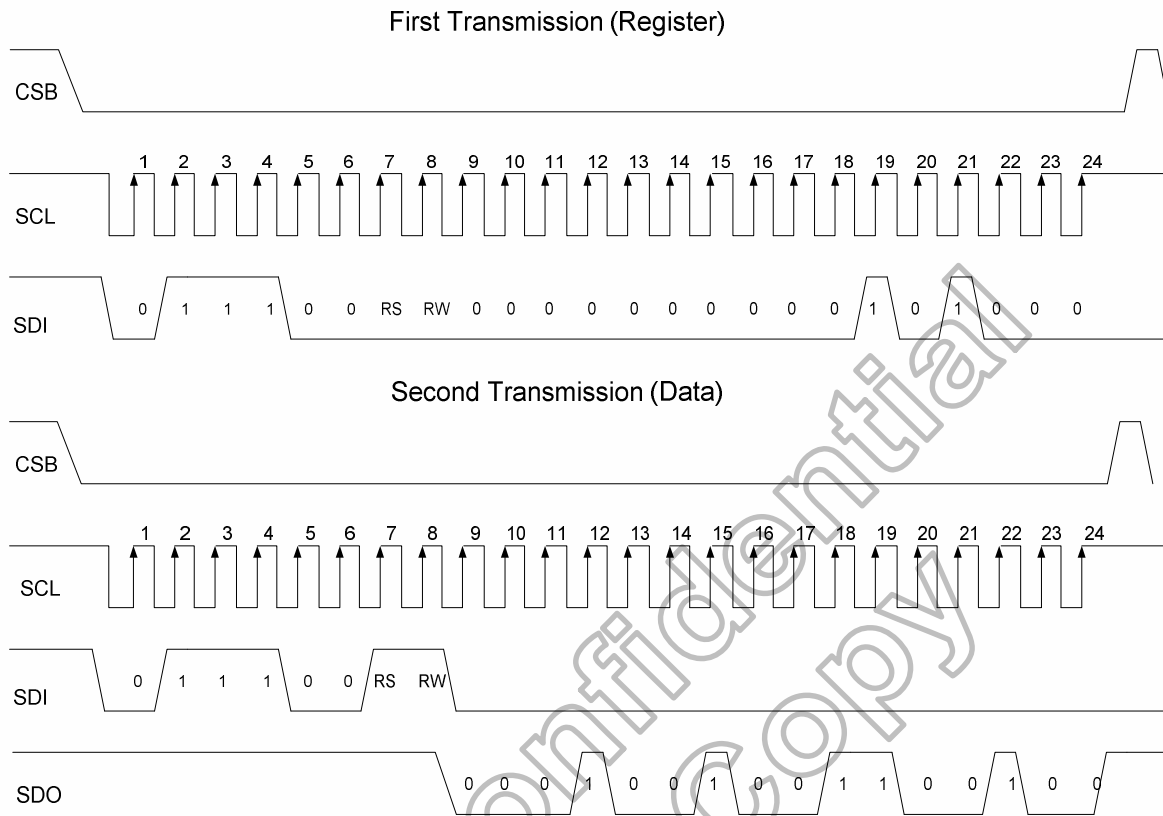 First Transmission (Register)
CSB
1 2 3 4 5 6 7 8 9 10 11 12 13 14 15 16 17 18 19 20 21 22 23 24
SCL
SDI 0 1 1 1 0 0 RS RW 0 0 0 0 0 0 0 0 0 0 1 0 1 0 0 0
Second Transmission (Data)
CSB
1 2 3 4 5 6 7 8 9 10 11 12 13 14 15 16 17 18 19 20 21 22 23 24
SCL
SDI 0 1 1 1 0 0 RS RW
SDO 0 0 0 1 0 0 1 0 0 1 1 0 0 1 0 0
onfidential
Copy